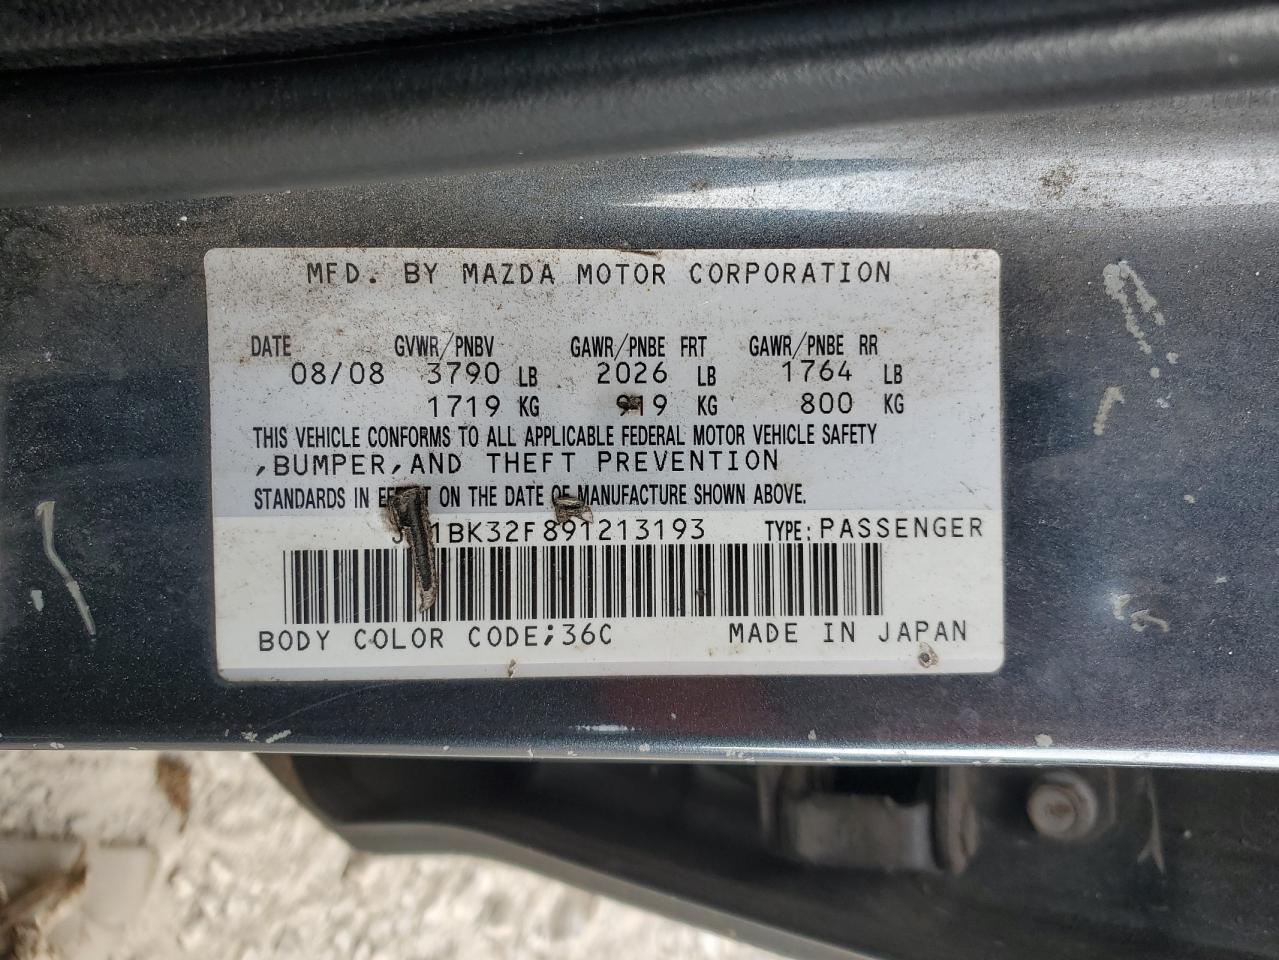 MFD. BY MAZDA MOTOR CORPORATION
DATE GVWR/PNBV GAWR/PNBE FRT GAWR/PNBE RR
08/08 3790 LB 2026 LB 1764 LB
1719 KG 919 KG 800 KG
THIS VEHICLE CONFORMS TO ALL APPLICABLE FEDERAL MOTOR VEHICLE SAFETY
,BUMPER,AND THEFT PREVENTION
STANDARDS IN EFFECT ON THE DATE OF MANUFACTURE SHOWN ABOVE.
TYPE: PASSENGER
BODY COLOR CODE;36C MADE IN JAPAN